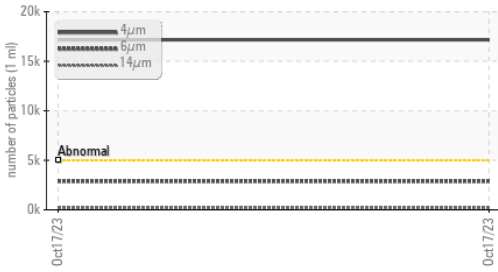 20k
4μm
6μm
14μm
15k
number of particles (1 ml)
10k
Abnormal
5k
0k
Oct17/23
Oct17/23